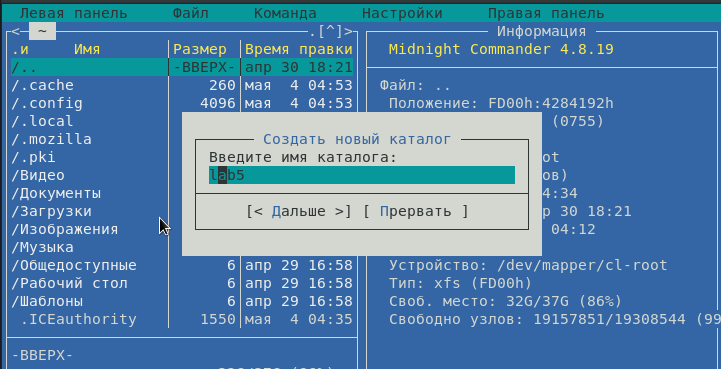 Левая панель Файл Команда Настройки Правая панель
<─ ~ .[^]> Информация
.и Имя Размер Время правки Midnight Commander 4.8.19
/.. -ВВЕРХ- апр 30 18:21
/.cache 260 мая 4 04:53 Файл: ..
/.config 4096 мая 4 04:53 Положение: FD00h:4284192h
/.local (0755)
/.mozilla Создать новый каталог
/.pki Введите имя каталога: ot
/Видео lab5 ов)
/Документы 4:34
/Загрузки [< Дальше >] [ Прервать ] р 30 18:21
/Изображения 04:12
/Музыка
/Общедоступные 6 апр 29 16:58 Устройство: /dev/mapper/cl-root
/Рабочий стол 6 апр 29 16:58 Тип: xfs (FD00h)
/Шаблоны 6 апр 29 16:58 Своб. место: 32G/37G (86%)
.ICEauthority 1550 мая 4 04:35 Свободно узлов: 19157851/19308544 (99
-ВВЕРХ-